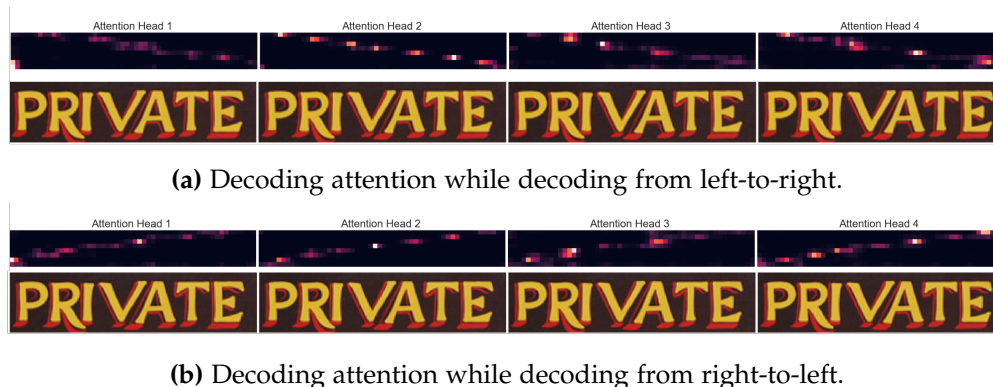 Attention Head 1 Attention Head 2 Attention Head 3 Attention Head 4
PRIVATE PRIVATE PRIVATE PRIVATE
(a) Decoding attention while decoding from left-to-right.
Attention Head 1 Attention Head 2 Attention Head 3 Attention Head 4
PRIVATE PRIVATE PRIVATE PRIVATE
(b) Decoding attention while decoding from right-to-left.